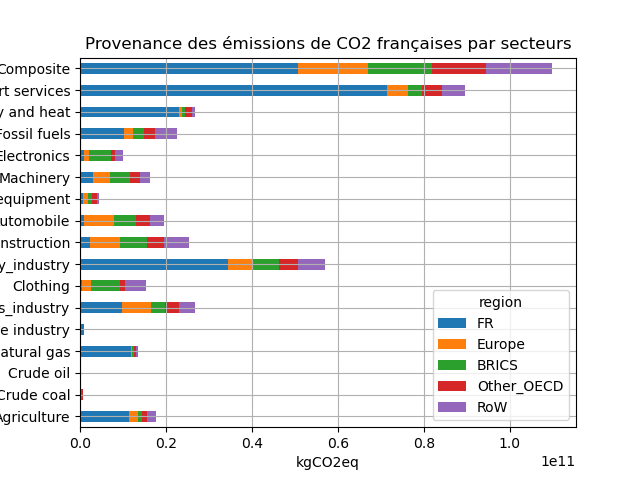 Provenance des émissions de CO2 françaises par secteurs
Composite
rt services
y and heat
Fossil fuels
Electronics
Machinery
equipment
utomobile
nstruction
y_industry
Clothing
s_industry
e industry
atural gas
Crude oil
Crude coal
Agriculture
region
FR
Europe
BRICS
Other_OECD
RoW
0.0 0.2 0.4 0.6 0.8 1.0
kgCO2eq
1e11